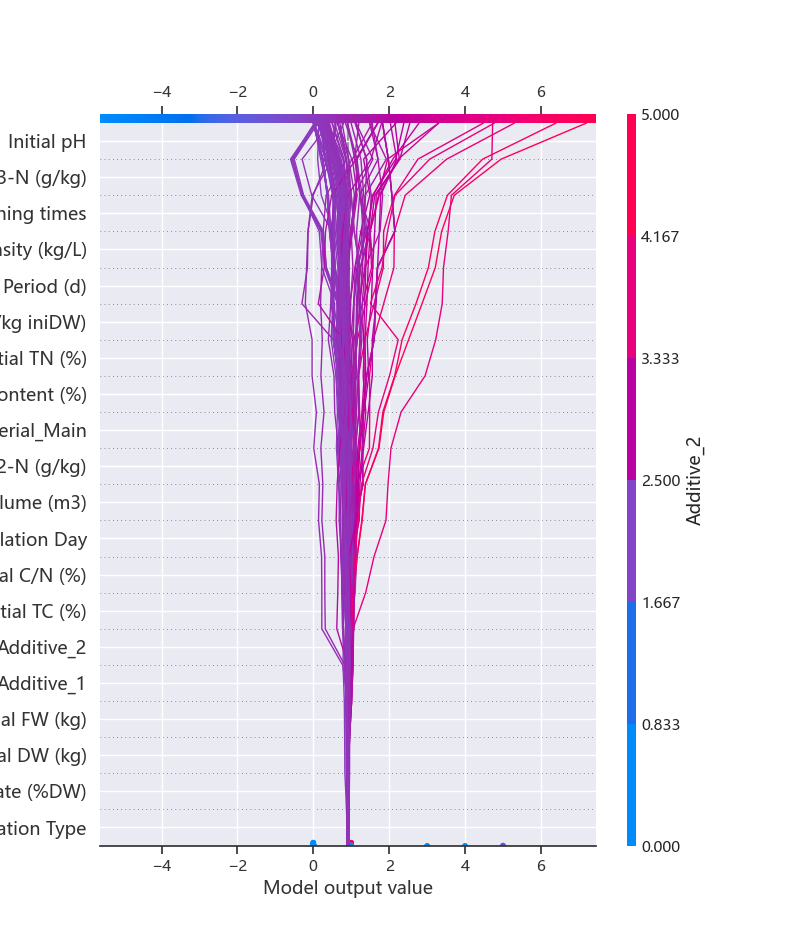 −4 −2 0 2 4 6
Initial pH
3-N (g/kg)
ning times
nsity (kg/L)
Period (d)
/kg iniDW)
tial TN (%)
ontent (%)
erial_Main
2-N (g/kg)
lume (m3)
lation Day
al C/N (%)
tial TC (%)
Additive_2
Additive_1
al FW (kg)
al DW (kg)
ate (%DW)
ation Type
−4 −2 0 2 4 6
Model output value
5.000
4.167
3.333
2.500
1.667
0.833
0.000
Additive_2